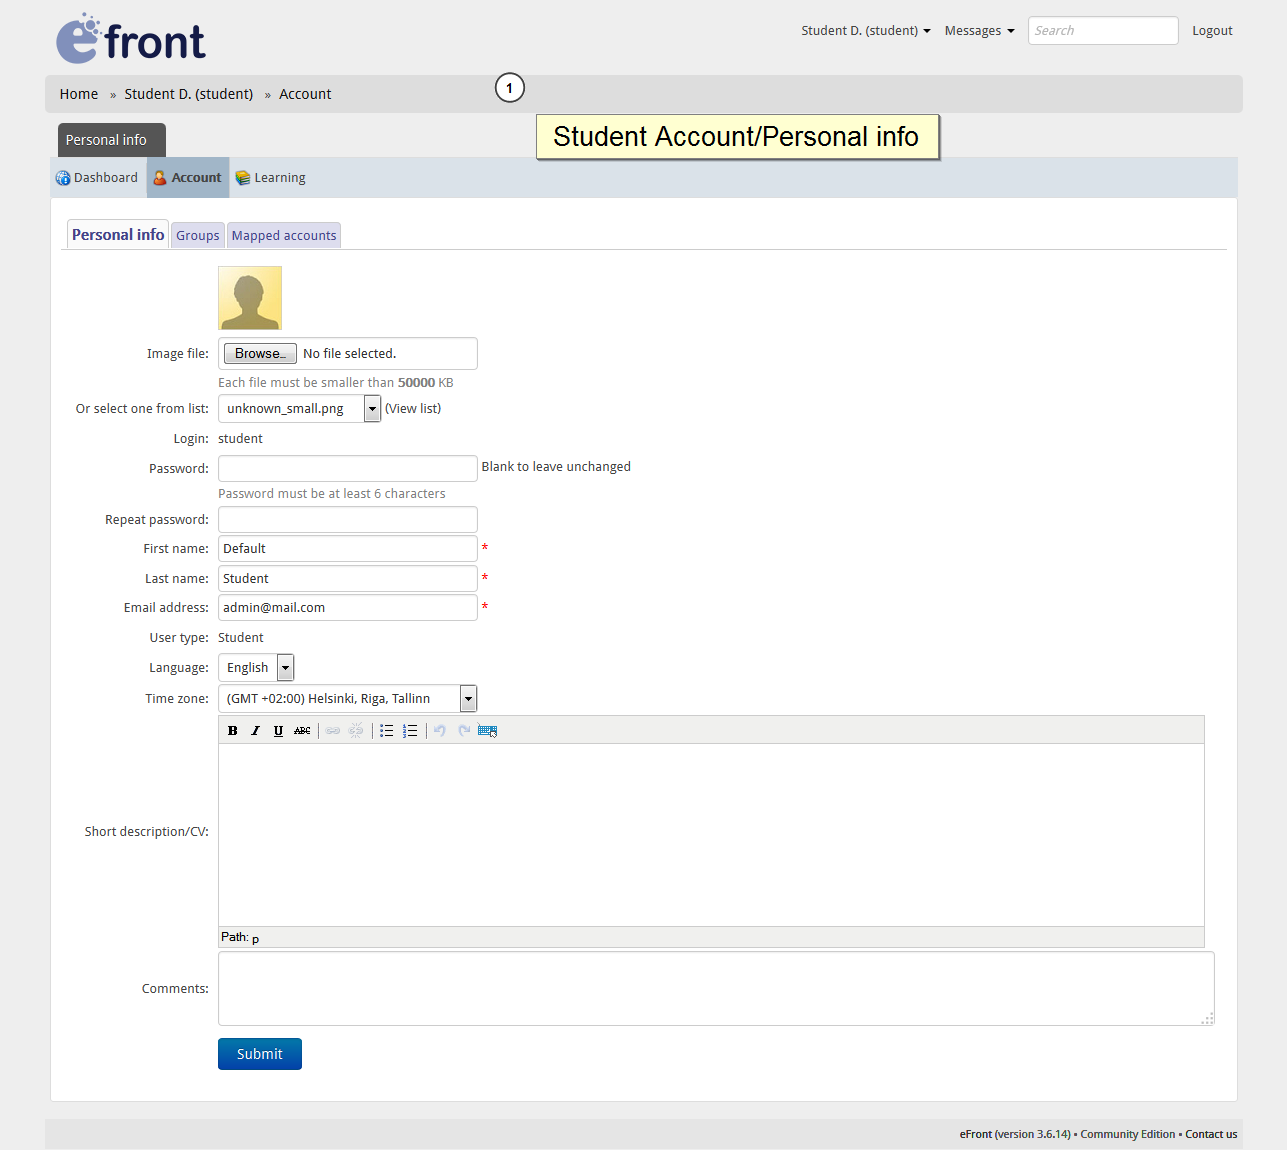 efront
Student D. (student) Messages Search Logout
Home » Student D. (student) » Account
1
Student Account/Personal info
Personal info
Dashboard Account Learning
Personal info Groups Mapped accounts
Image file: Browse... No file selected.
Each file must be smaller than 50000 KB
Or select one from list: unknown_small.png (View list)
Login: student
Password: Blank to leave unchanged
Password must be at least 6 characters
Repeat password:
First name: Default *
Last name: Student *
Email address: admin@mail.com *
User type: Student
Language: English
Time zone: (GMT +02:00) Helsinki, Riga, Tallinn
B I U ABC
Short description/CV:
Path: p
Comments:
Submit
eFront (version 3.6.14) • Community Edition • Contact us